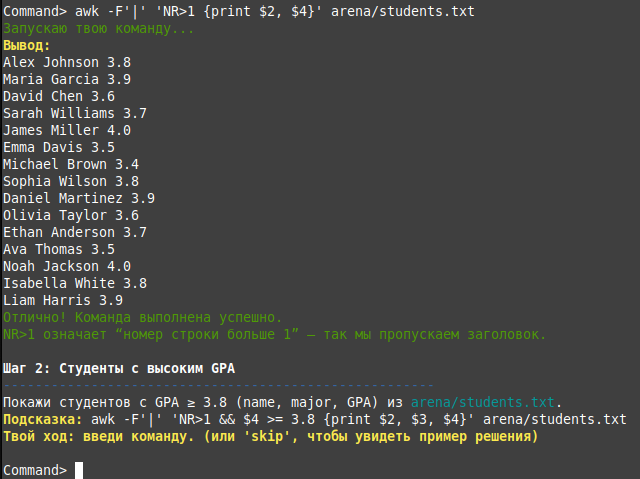 Command> awk -F'|' 'NR>1 {print $2, $4}' arena/students.txt
Запускаю твою команду...
Вывод:
Alex Johnson 3.8
Maria Garcia 3.9
David Chen 3.6
Sarah Williams 3.7
James Miller 4.0
Emma Davis 3.5
Michael Brown 3.4
Sophia Wilson 3.8
Daniel Martinez 3.9
Olivia Taylor 3.6
Ethan Anderson 3.7
Ava Thomas 3.5
Noah Jackson 4.0
Isabella White 3.8
Liam Harris 3.9
Отлично! Команда выполнена успешно.
NR>1 означает “номер строки больше 1” — так мы пропускаем заголовок.
Шаг 2: Студенты с высоким GPA
Покажи студентов с GPA ≥ 3.8 (name, major, GPA) из arena/students.txt.
Подсказка: awk -F'|' 'NR>1 && $4 >= 3.8 {print $2, $3, $4}' arena/students.txt
Твой ход: введи команду. (или 'skip', чтобы увидеть пример решения)
Command>